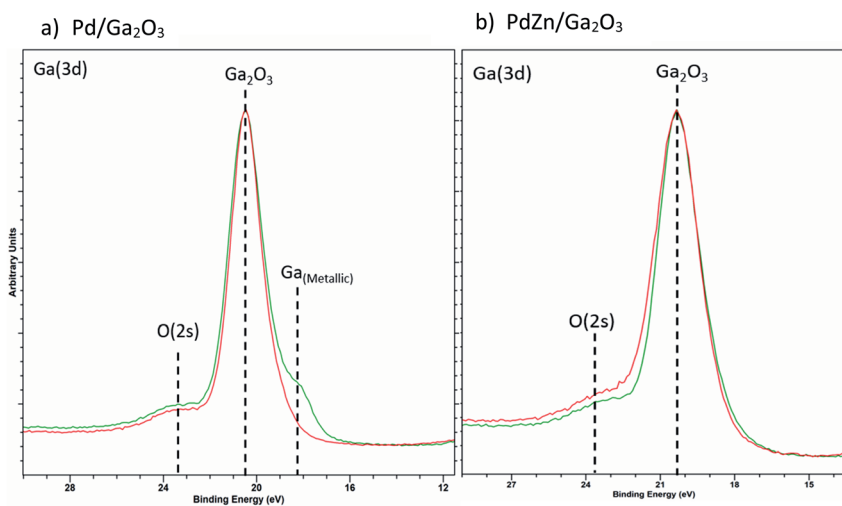 a) Pd/Ga₂O₃
Ga(3d)
Ga₂O₃
Ga(Metallic)
O(2s)
Arbitrary Units
28 24 20 16 12
Binding Energy (eV)
b) PdZn/Ga₂O₃
Ga(3d)
Ga₂O₃
O(2s)
27 24 21 18 15
Binding Energy (eV)